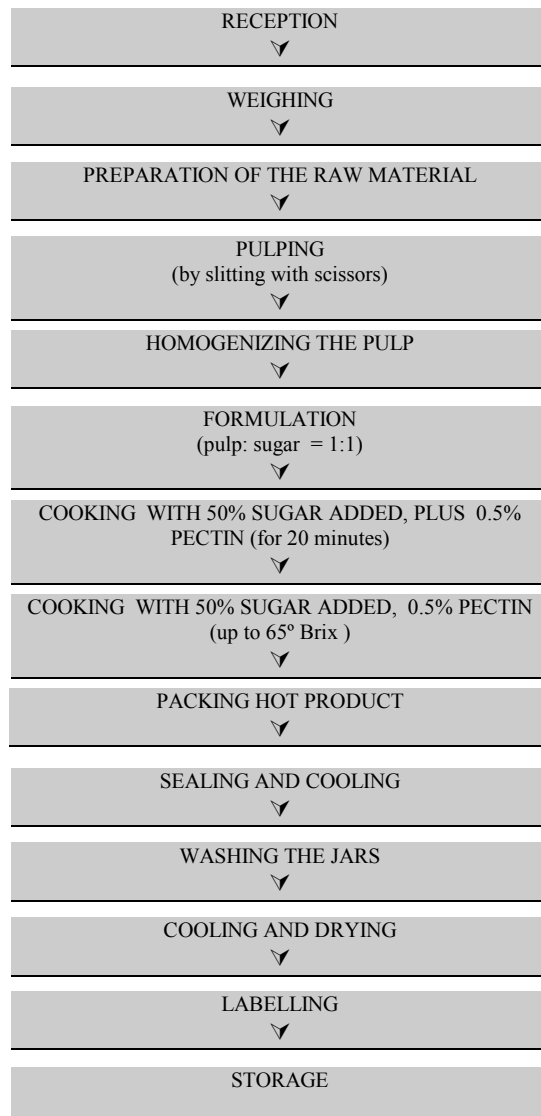 RECEPTION
WEIGHING
PREPARATION OF THE RAW MATERIAL
PULPING
(by slitting with scissors)
HOMOGENIZING THE PULP
FORMULATION
(pulp: sugar = 1:1)
COOKING WITH 50% SUGAR ADDED, PLUS 0.5%
PECTIN (for 20 minutes)
COOKING WITH 50% SUGAR ADDED, 0.5% PECTIN
(up to 65º Brix )
PACKING HOT PRODUCT
SEALING AND COOLING
WASHING THE JARS
COOLING AND DRYING
LABELLING
STORAGE